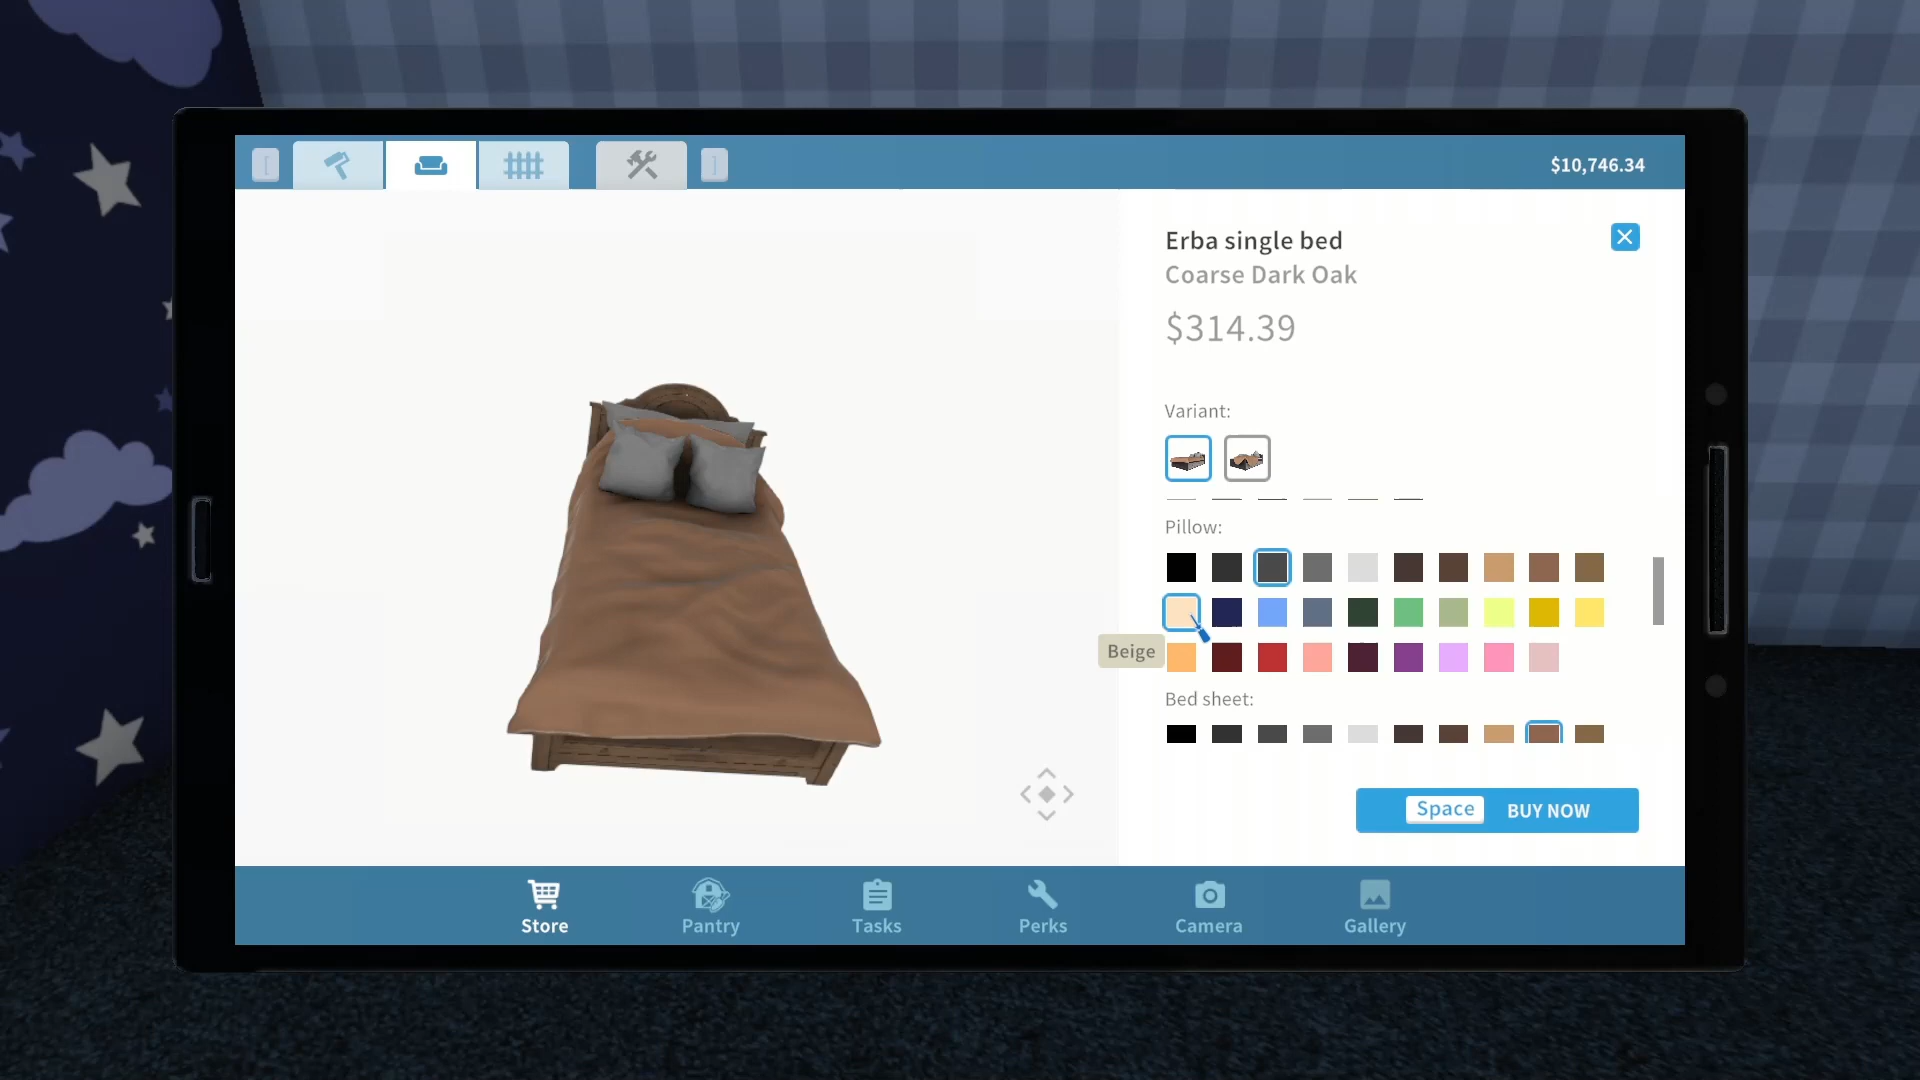 [
]
$10,746.34
Erba single bed
Coarse Dark Oak
$314.39
Variant:
Pillow:
Beige
Bed sheet:
Space BUY NOW
Store
Pantry
Tasks
Perks
Camera
Gallery